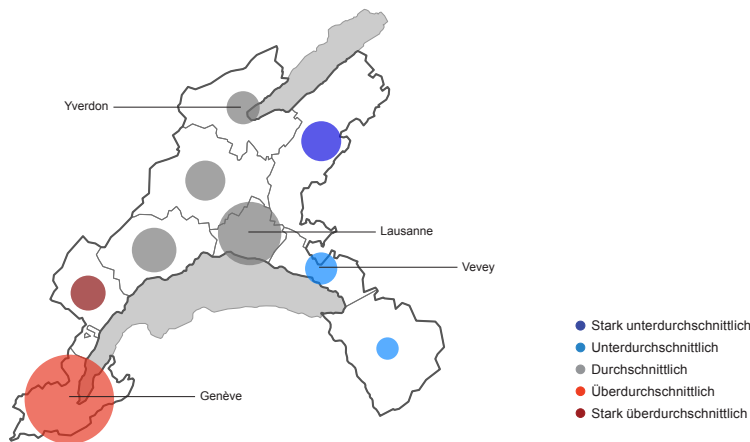 Yverdon
Lausanne
Vevey
Genève
Stark unterdurchschnittlich
Unterdurchschnittlich
Durchschnittlich
Überdurchschnittlich
Stark überdurchschnittlich